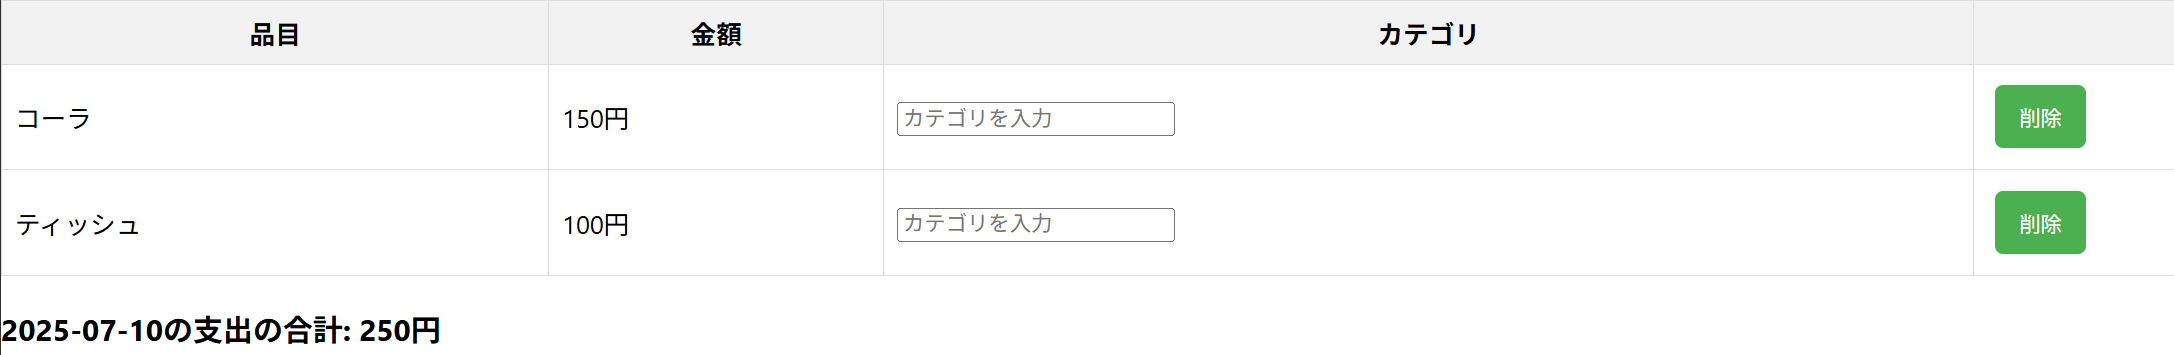 品目 金額 カテゴリ
コーラ 150円 カテゴリを入力 削除
ティッシュ 100円 カテゴリを入力 削除
2025-07-10の支出の合計: 250円